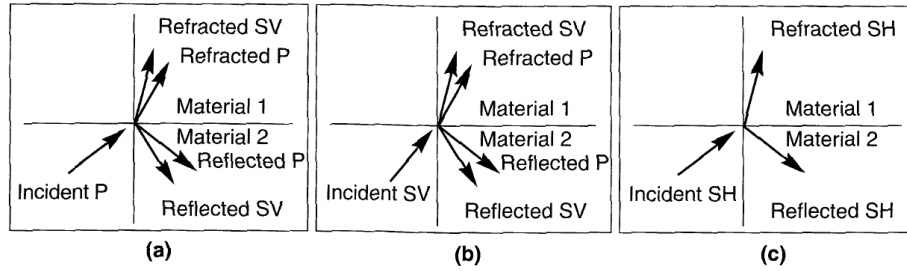 Refracted SV
Refracted P
Material 1
Material 2
Reflected P
Incident P
Reflected SV
(a)
Refracted SV
Refracted P
Material 1
Material 2
Reflected P
Incident SV
Reflected SV
(b)
Refracted SH
Material 1
Material 2
Incident SH
Reflected SH
(c)